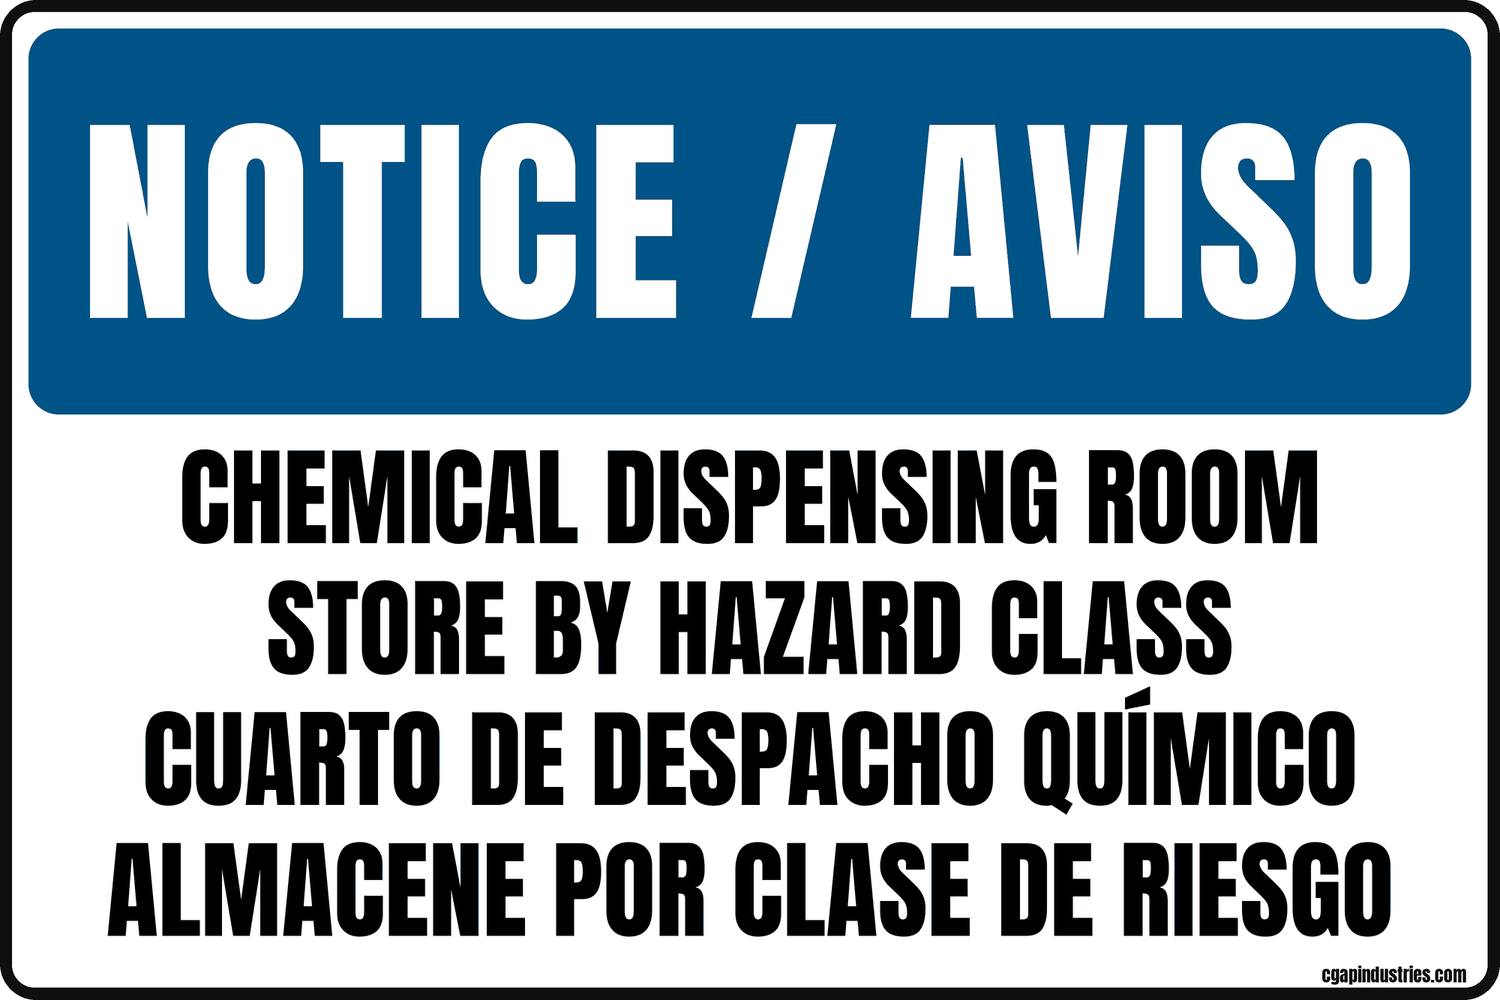 NOTICE / AVISO
CHEMICAL DISPENSING ROOM
STORE BY HAZARD CLASS
CUARTO DE DESPACHO QUÍMICO
ALMACENE POR CLASE DE RIESGO
cgapindustries.com